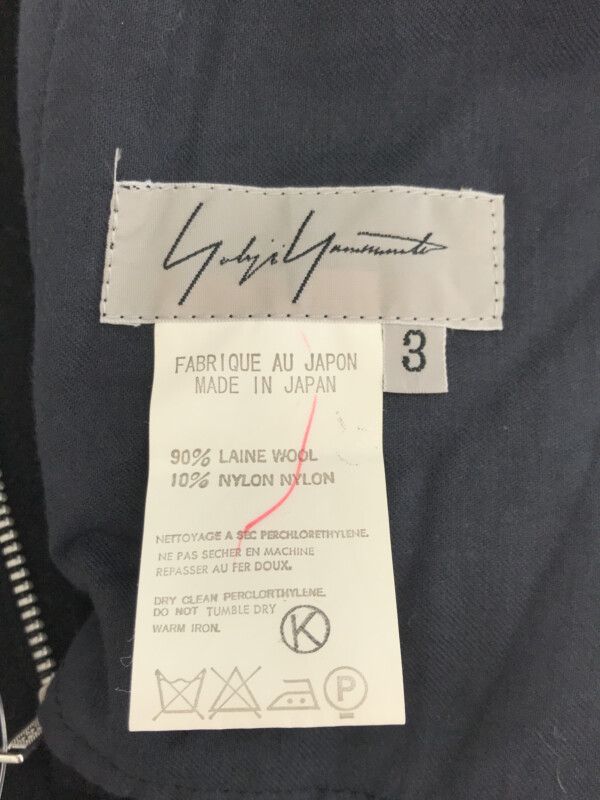 Yohji Yamamoto
3
FABRIQUE AU JAPON
MADE IN JAPAN
90% LAINE WOOL
10% NYLON NYLON
NETTOYAGE A SEC PERCHLORETHYLENE.
NE PAS SECHER EN MACHINE
REPASSER AU FER DOUX.
DRY CLEAN PERCLORTHYLENE.
DO NOT TUMBLE DRY
WARM IRON.
K
P